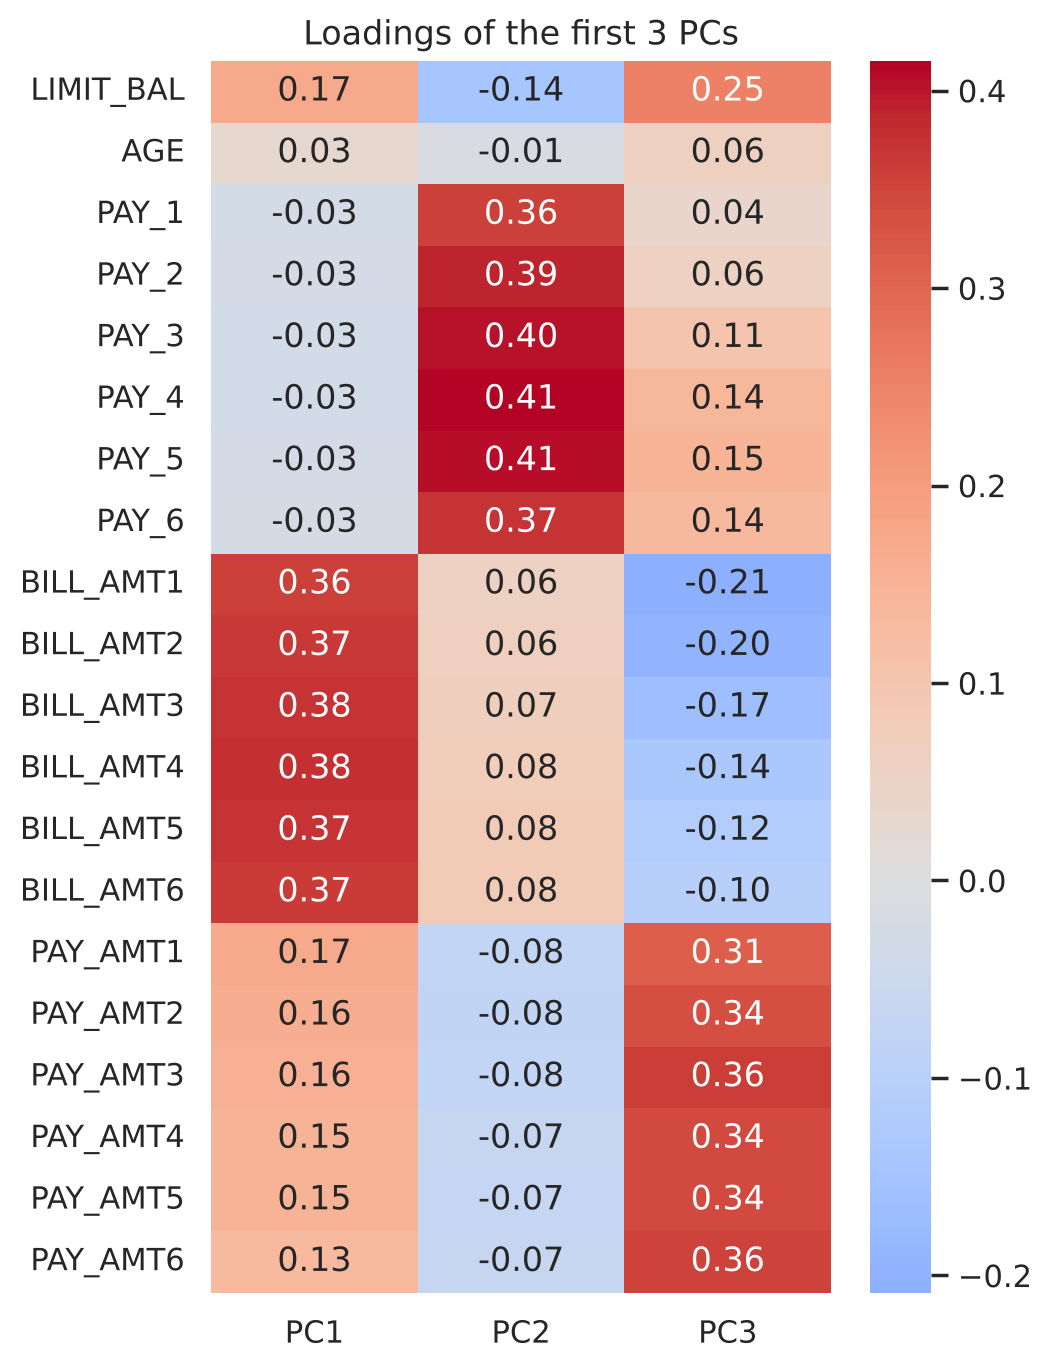 Loadings of the first 3 PCs
LIMIT_BAL 0.17 -0.14 0.25
AGE 0.03 -0.01 0.06
PAY_1 -0.03 0.36 0.04
PAY_2 -0.03 0.39 0.06
PAY_3 -0.03 0.40 0.11
PAY_4 -0.03 0.41 0.14
PAY_5 -0.03 0.41 0.15
PAY_6 -0.03 0.37 0.14
BILL_AMT1 0.36 0.06 -0.21
BILL_AMT2 0.37 0.06 -0.20
BILL_AMT3 0.38 0.07 -0.17
BILL_AMT4 0.38 0.08 -0.14
BILL_AMT5 0.37 0.08 -0.12
BILL_AMT6 0.37 0.08 -0.10
PAY_AMT1 0.17 -0.08 0.31
PAY_AMT2 0.16 -0.08 0.34
PAY_AMT3 0.16 -0.08 0.36
PAY_AMT4 0.15 -0.07 0.34
PAY_AMT5 0.15 -0.07 0.34
PAY_AMT6 0.13 -0.07 0.36
PC1 PC2 PC3
0.4
0.3
0.2
0.1
0.0
−0.1
−0.2